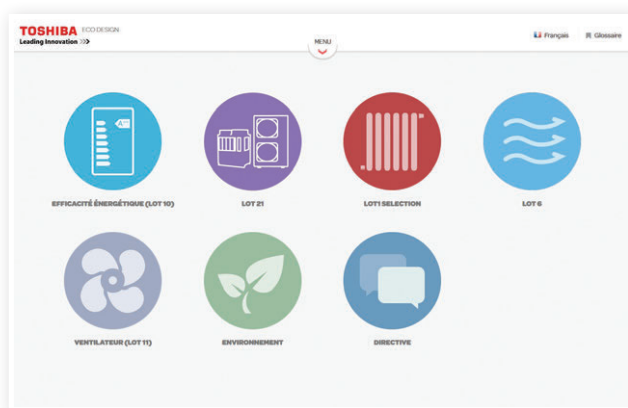 TOSHIBA ECO DESIGN
Leading Innovation >>>
MENU
Français
Glossaire
A+++
EFFICACITÉ ÉNERGÉTIQUE (LOT 10)
LOT 21
LOT1 SELECTION
LOT 6
VENTILATEUR (LOT 11)
ENVIRONNEMENT
DIRECTIVE